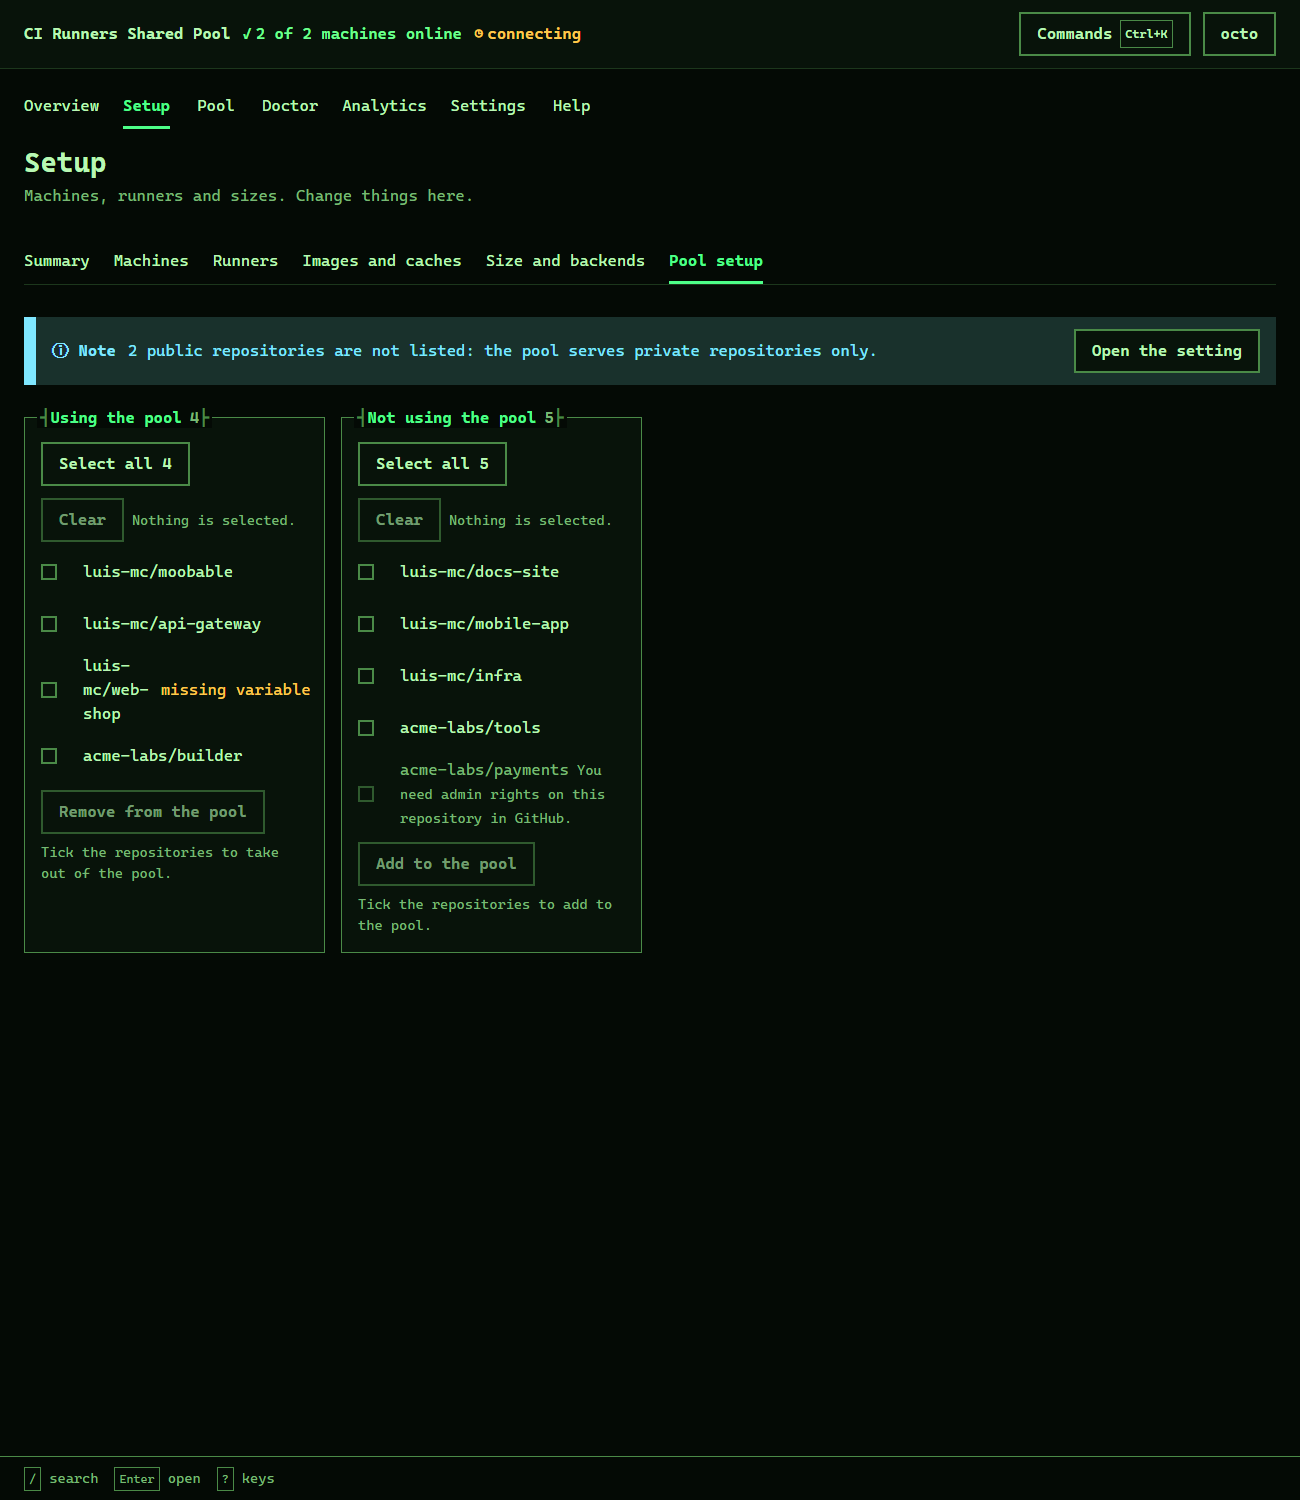 CI Runners Shared Pool ✓ 2 of 2 machines online connecting Commands Ctrl+K octo
Overview Setup Pool Doctor Analytics Settings Help
Setup
Machines, runners and sizes. Change things here.
Summary Machines Runners Images and caches Size and backends Pool setup
ⓘ Note 2 public repositories are not listed: the pool serves private repositories only. Open the setting
Using the pool 4
Select all 4
Clear Nothing is selected.
luis-mc/moobable
luis-mc/api-gateway
luis-
mc/web- missing variable
shop
acme-labs/builder
Remove from the pool
Tick the repositories to take
out of the pool.
Not using the pool 5
Select all 5
Clear Nothing is selected.
luis-mc/docs-site
luis-mc/mobile-app
luis-mc/infra
acme-labs/tools
acme-labs/payments You
need admin rights on this
repository in GitHub.
Add to the pool
Tick the repositories to add to
the pool.
/ search Enter open ? keys